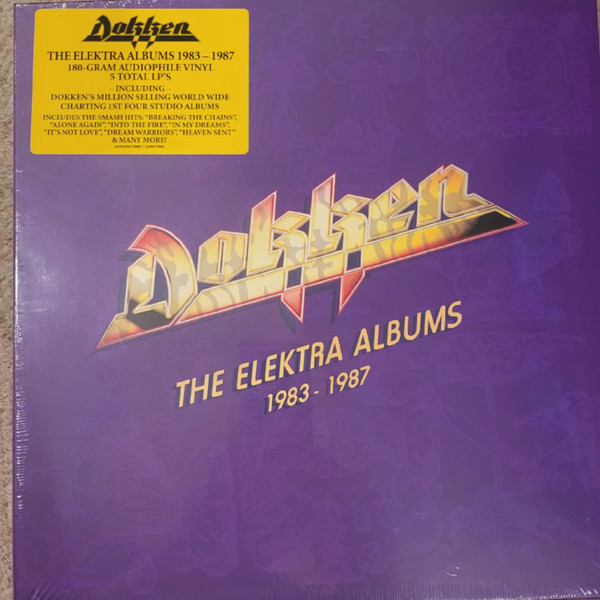 Dokken
THE ELEKTRA ALBUMS 1983 – 1987
180-GRAM AUDIOPHILE VINYL
5 TOTAL LP'S
- INCLUDING -
DOKKEN'S MILLION SELLING WORLD WIDE
CHARTING 1ST FOUR STUDIO ALBUMS
INCLUDES THE SMASH HITS: "BREAKING THE CHAINS",
"ALONE AGAIN", "INTO THE FIRE", "IN MY DREAMS",
"IT'S NOT LOVE", "DREAM WARRIORS", "HEAVEN SENT"
& MANY MORE!
Dokken
THE ELEKTRA ALBUMS
1983 - 1987